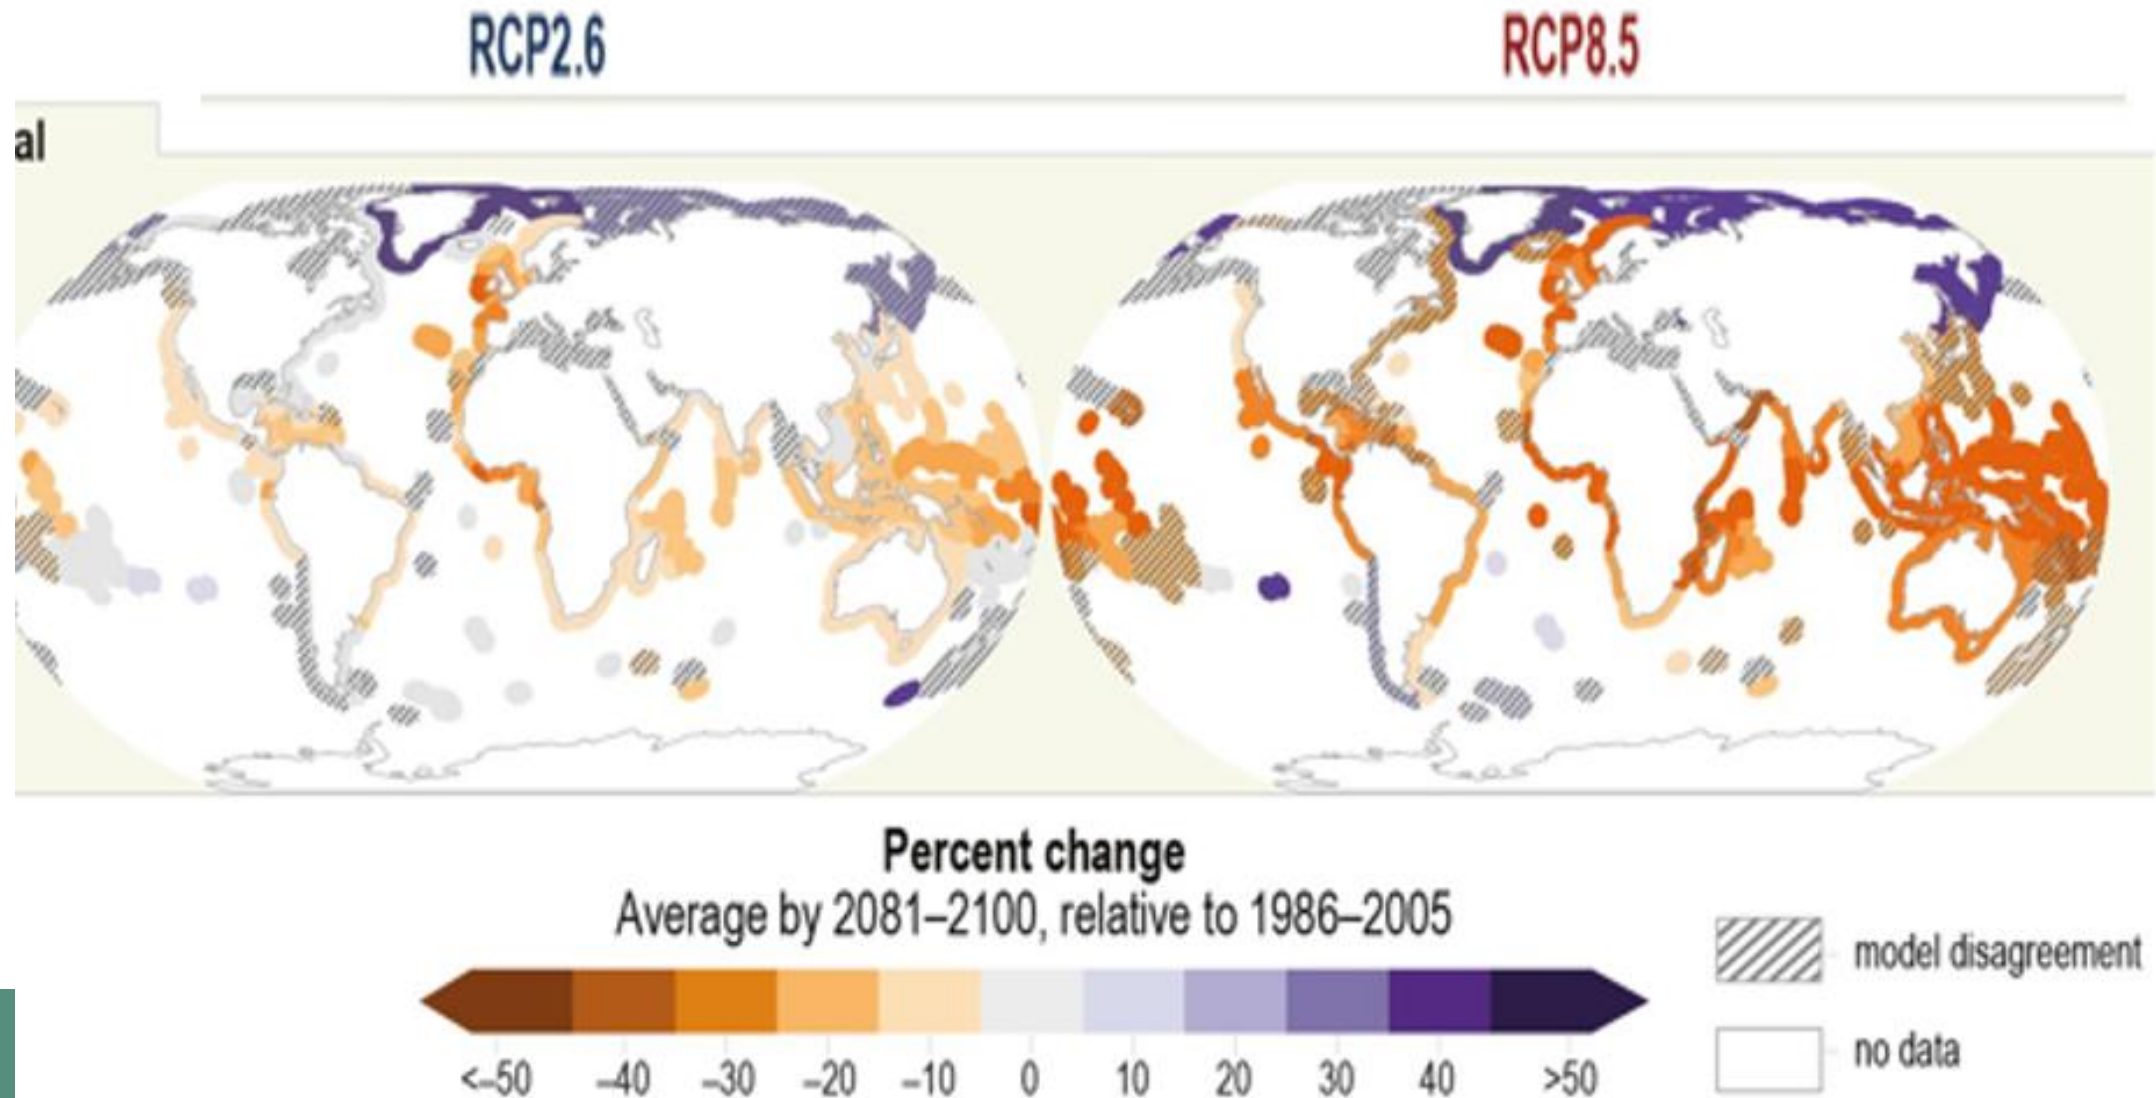 RCP2.6
RCP8.5
al
Percent change
Average by 2081–2100, relative to 1986–2005
model disagreement
<–50 –40 –30 –20 –10 0 10 20 30 40 >50
no data